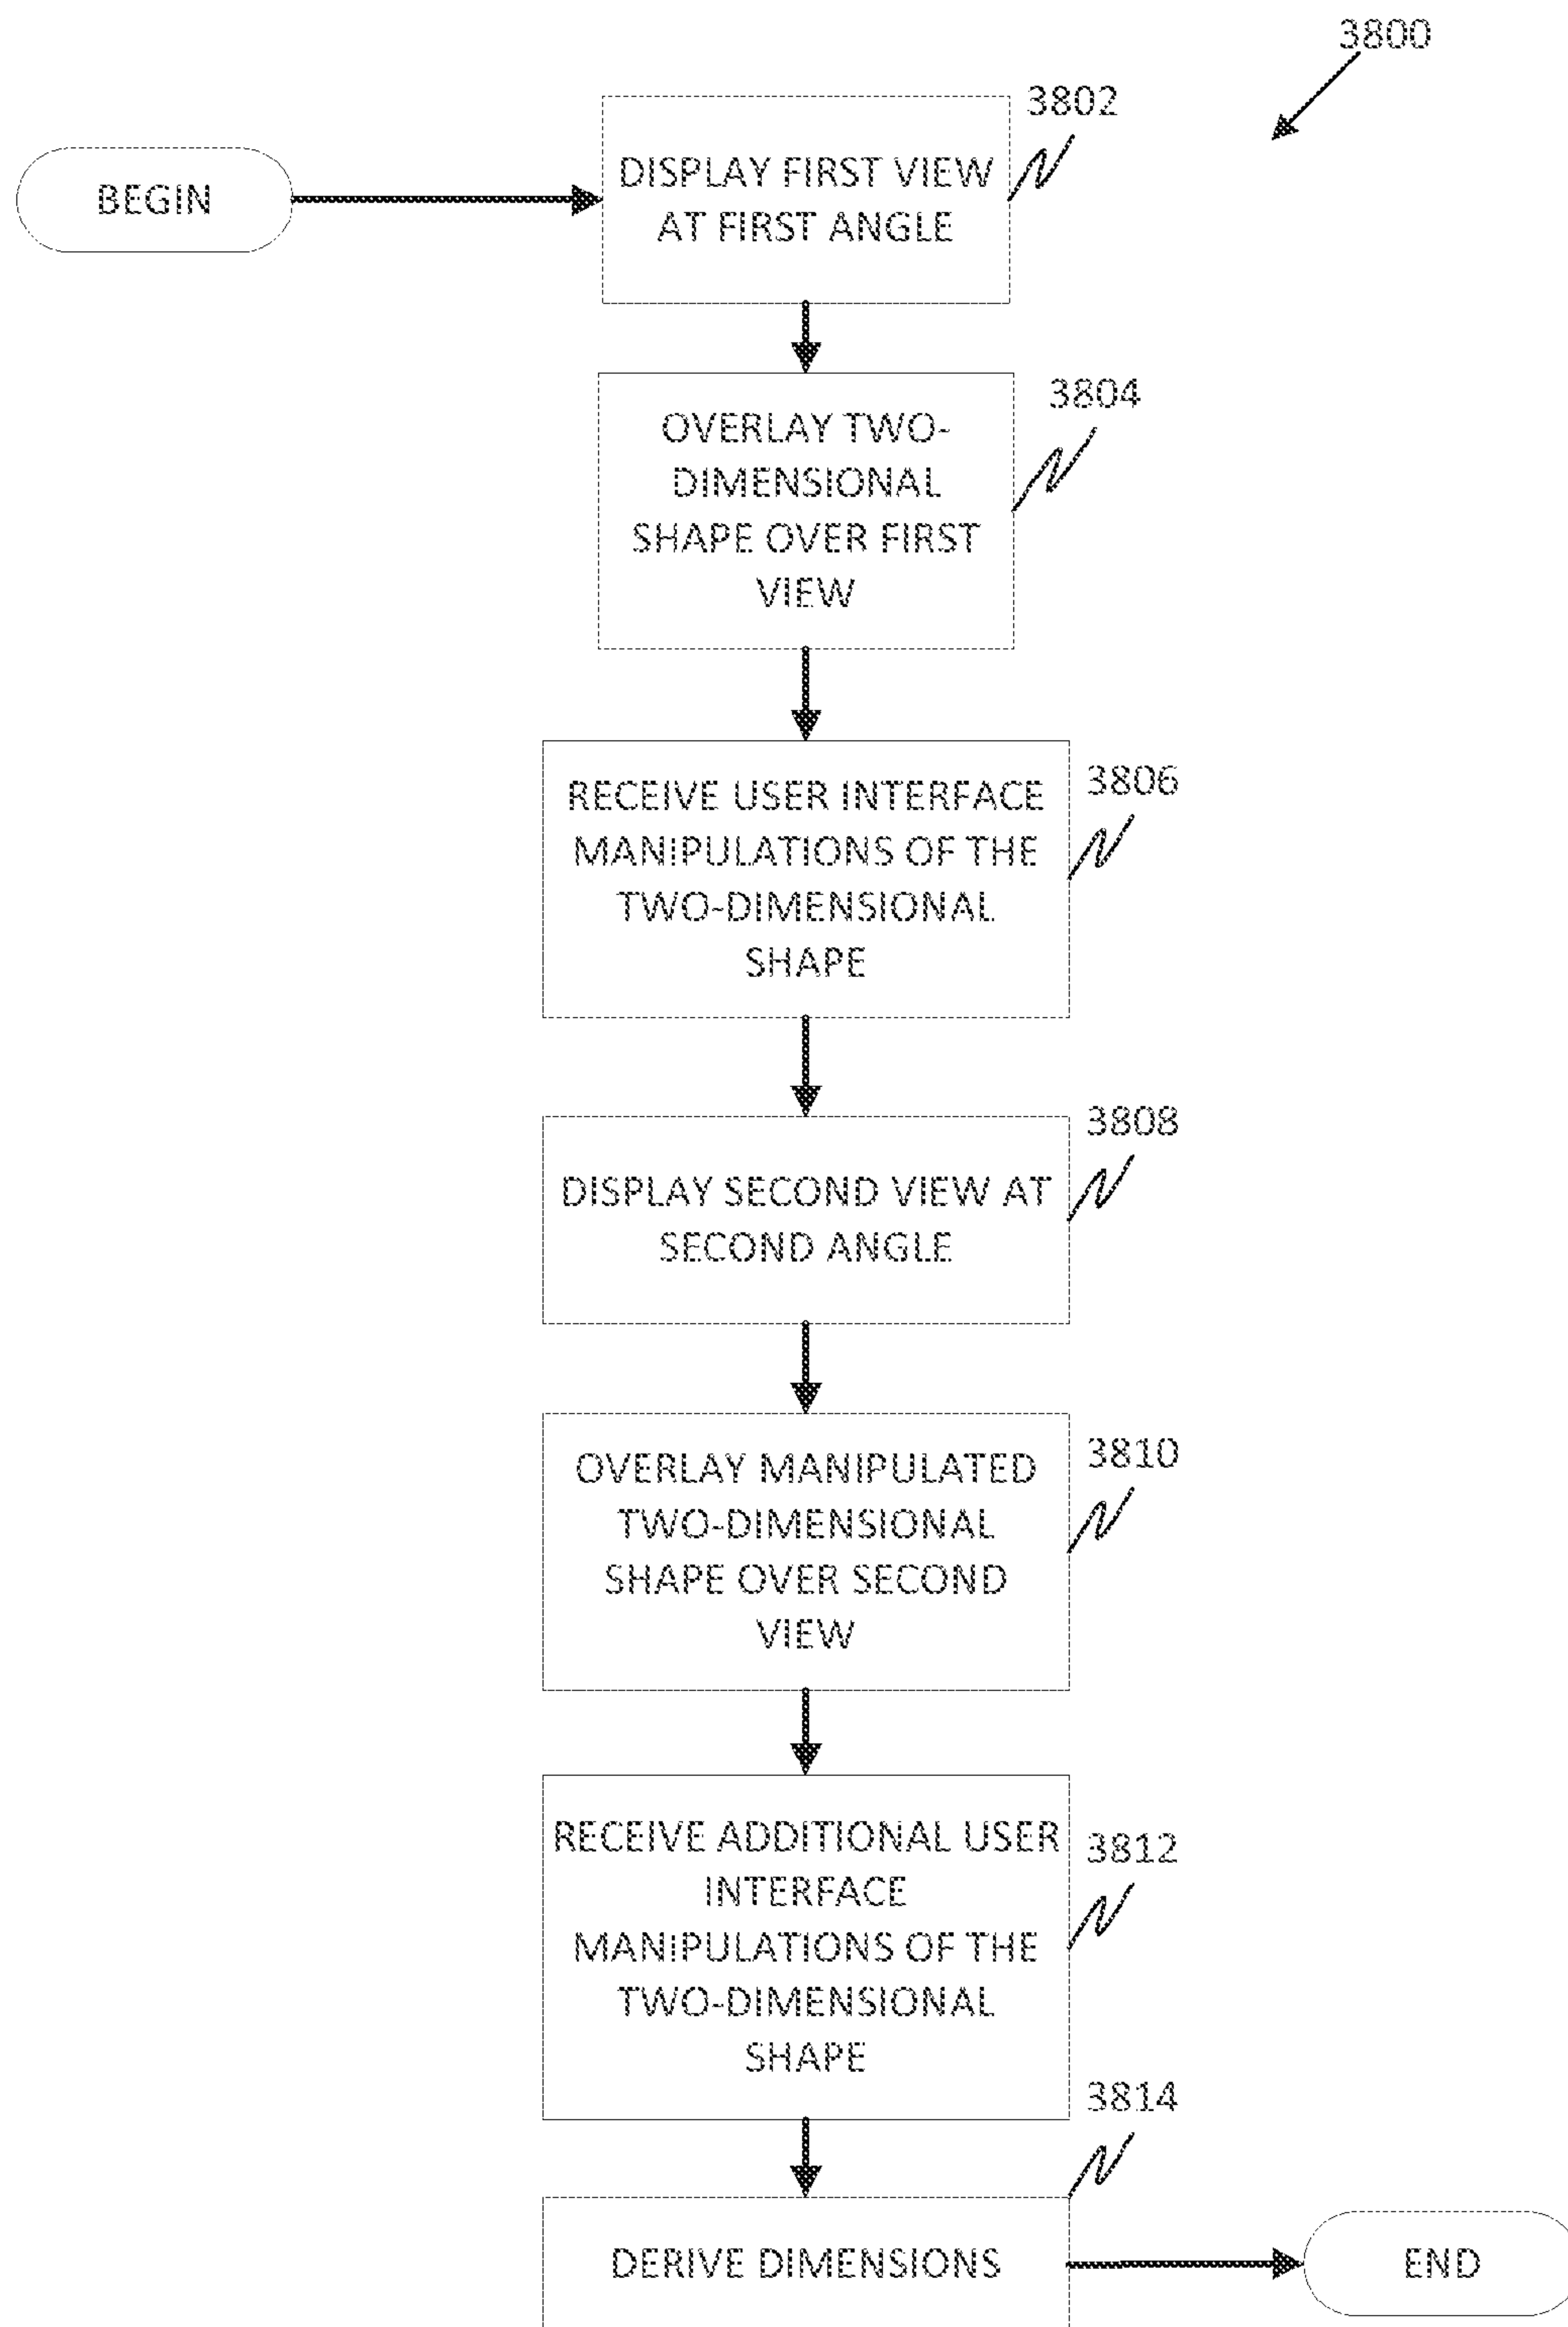 3800
BEGIN
3802
DISPLAY FIRST VIEW
AT FIRST ANGLE
3804
OVERLAY TWO-
DIMENSIONAL
SHAPE OVER FIRST
VIEW
3806
RECEIVE USER INTERFACE
MANIPULATIONS OF THE
TWO-DIMENSIONAL
SHAPE
3808
DISPLAY SECOND VIEW AT
SECOND ANGLE
3810
OVERLAY MANIPULATED
TWO-DIMENSIONAL
SHAPE OVER SECOND
VIEW
3812
RECEIVE ADDITIONAL USER
INTERFACE
MANIPULATIONS OF THE
TWO-DIMENSIONAL
SHAPE
3814
DERIVE DIMENSIONS
END